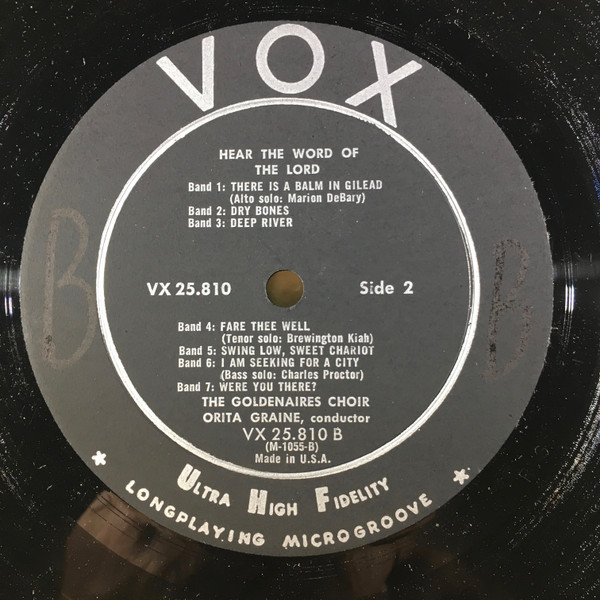 VOX
HEAR THE WORD OF
THE LORD
Band 1: THERE IS A BALM IN GILEAD
(Alto solo: Marion DeBary)
Band 2: DRY BONES
Band 3: DEEP RIVER
VX 25.810 Side 2
B B
Band 4: FARE THEE WELL
(Tenor solo: Brewington Kiah)
Band 5: SWING LOW, SWEET CHARIOT
Band 6: I AM SEEKING FOR A CITY
(Bass solo: Charles Proctor)
Band 7: WERE YOU THERE?
THE GOLDENAIRES CHOIR
ORITA GRAINE, conductor
VX 25.810 B
(M-1055-B)
Made in U.S.A.
ULTRA HIGH FIDELITY
LONGPLAYING MICROGROOVE